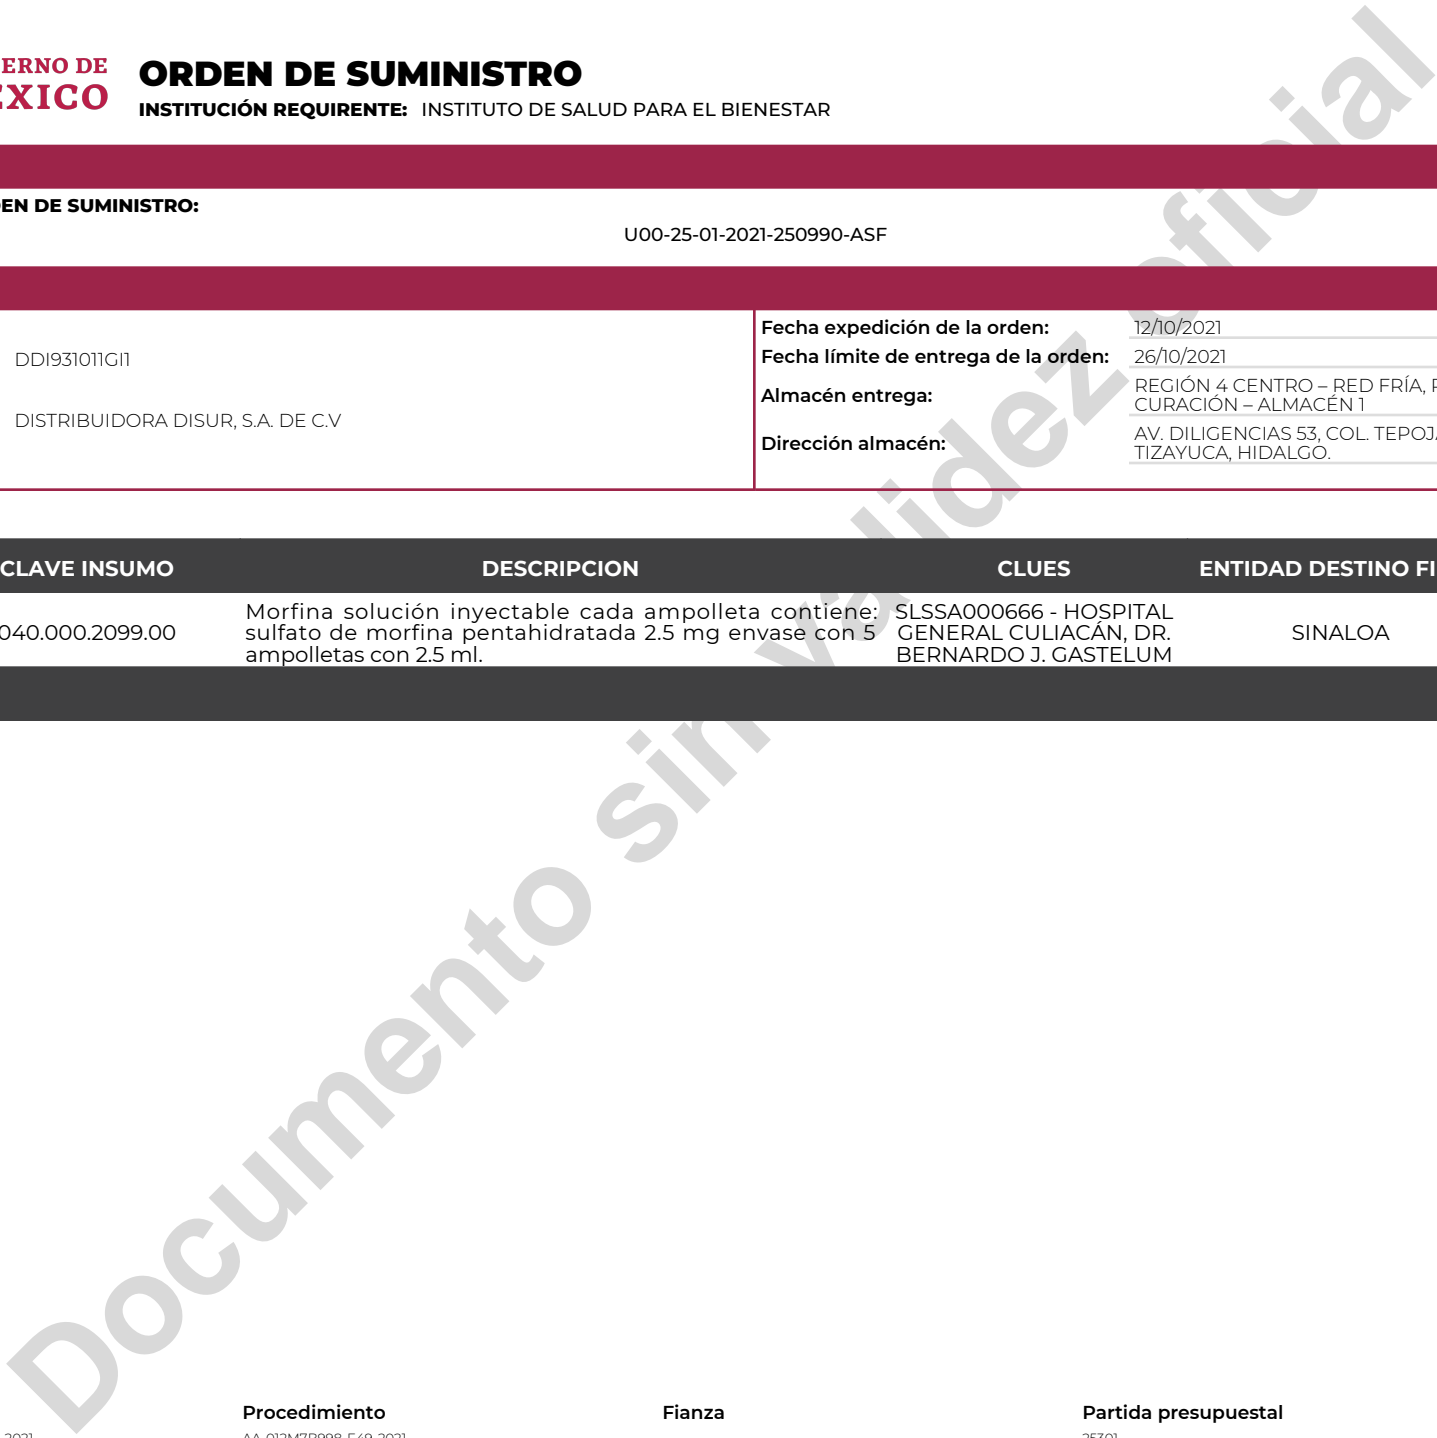 ERNO DE
ÉXICO
ORDEN DE SUMINISTRO
INSTITUCIÓN REQUIRENTE: INSTITUTO DE SALUD PARA EL BIENESTAR
EN DE SUMINISTRO:
U00-25-01-2021-250990-ASF
DDI931011GI1
DISTRIBUIDORA DISUR, S.A. DE C.V
Fecha expedición de la orden: 12/10/2021
Fecha límite de entrega de la orden: 26/10/2021
Almacén entrega: REGIÓN 4 CENTRO – RED FRÍA,
CURACIÓN – ALMACÉN 1
Dirección almacén: AV. DILIGENCIAS 53, COL. TEPOJA
TIZAYUCA, HIDALGO.
CLAVE INSUMO DESCRIPCION CLUES ENTIDAD DESTINO FI
040.000.2099.00
Morfina solución inyectable cada ampolleta contiene:
sulfato de morfina pentahidratada 2.5 mg envase con 5
ampolletas con 2.5 ml.
SLSSA000666 - HOSPITAL
GENERAL CULIACÁN, DR.
BERNARDO J. GASTELUM
SINALOA
Documento sin validez oficial
Procedimiento Fianza Partida presupuestal